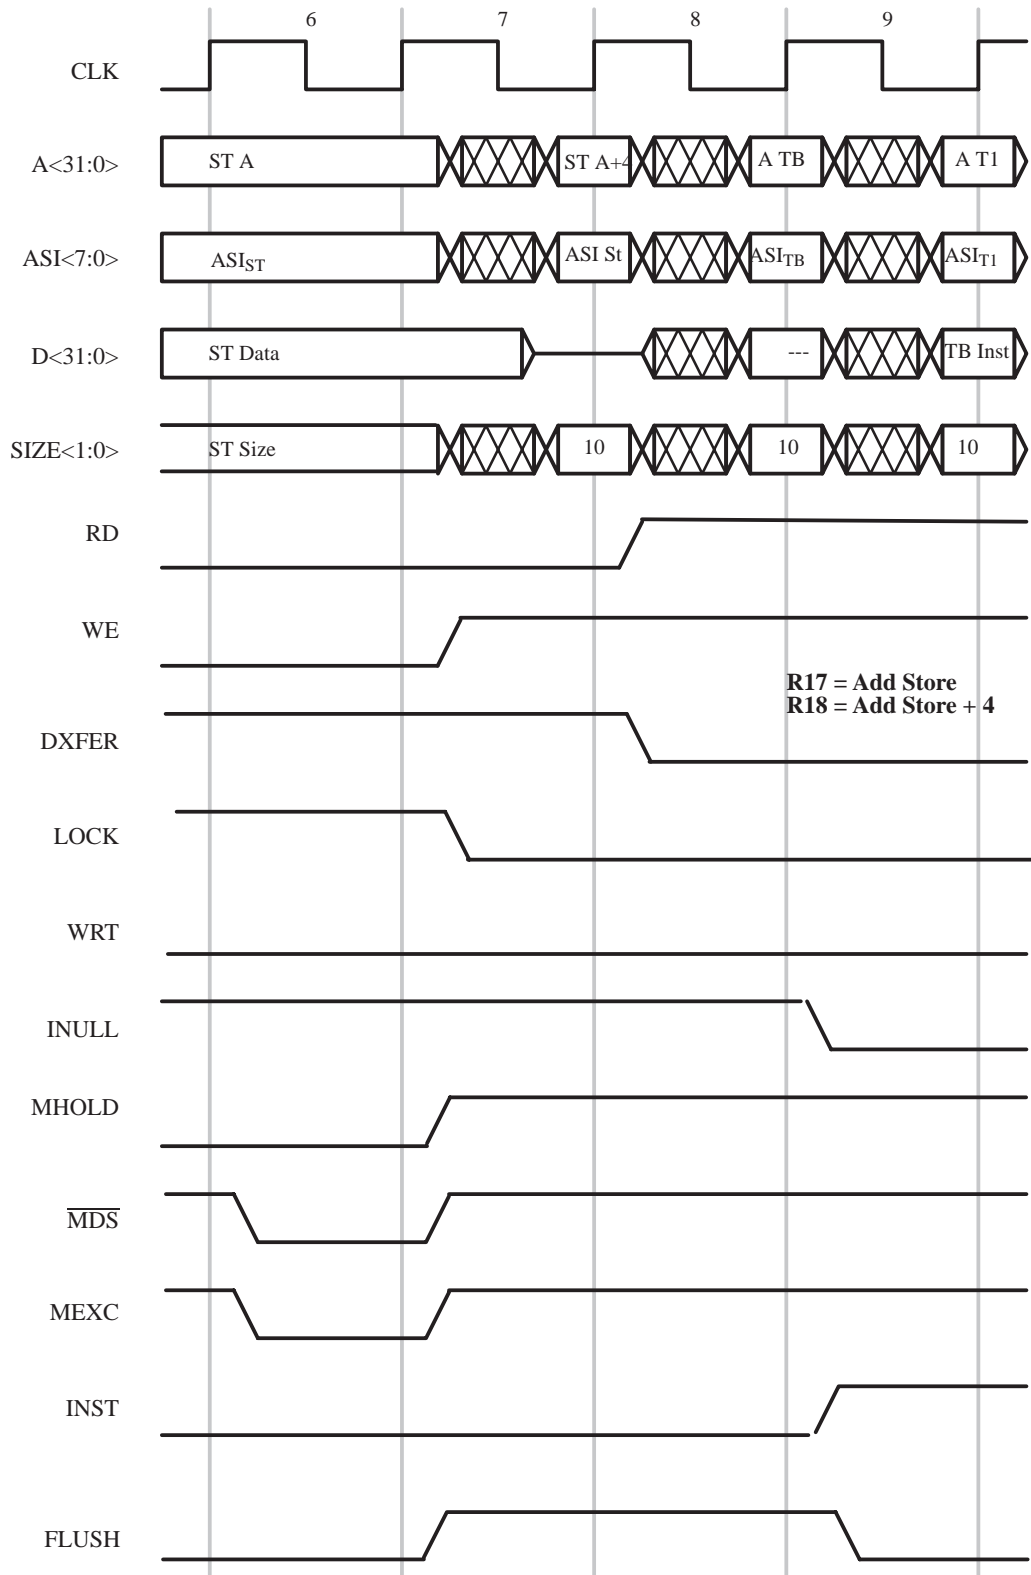 6 7 8 9
CLK
A<31:0> ST A ST A+4 A TB A T1
ASI<7:0> ASIST ASI St ASITB ASIT1
D<31:0> ST Data --- TB Inst
SIZE<1:0> ST Size 10 10 10
RD
WE
R17 = Add Store
R18 = Add Store + 4
DXFER
LOCK
WRT
INULL
MHOLD
MDS
MEXC
INST
FLUSH